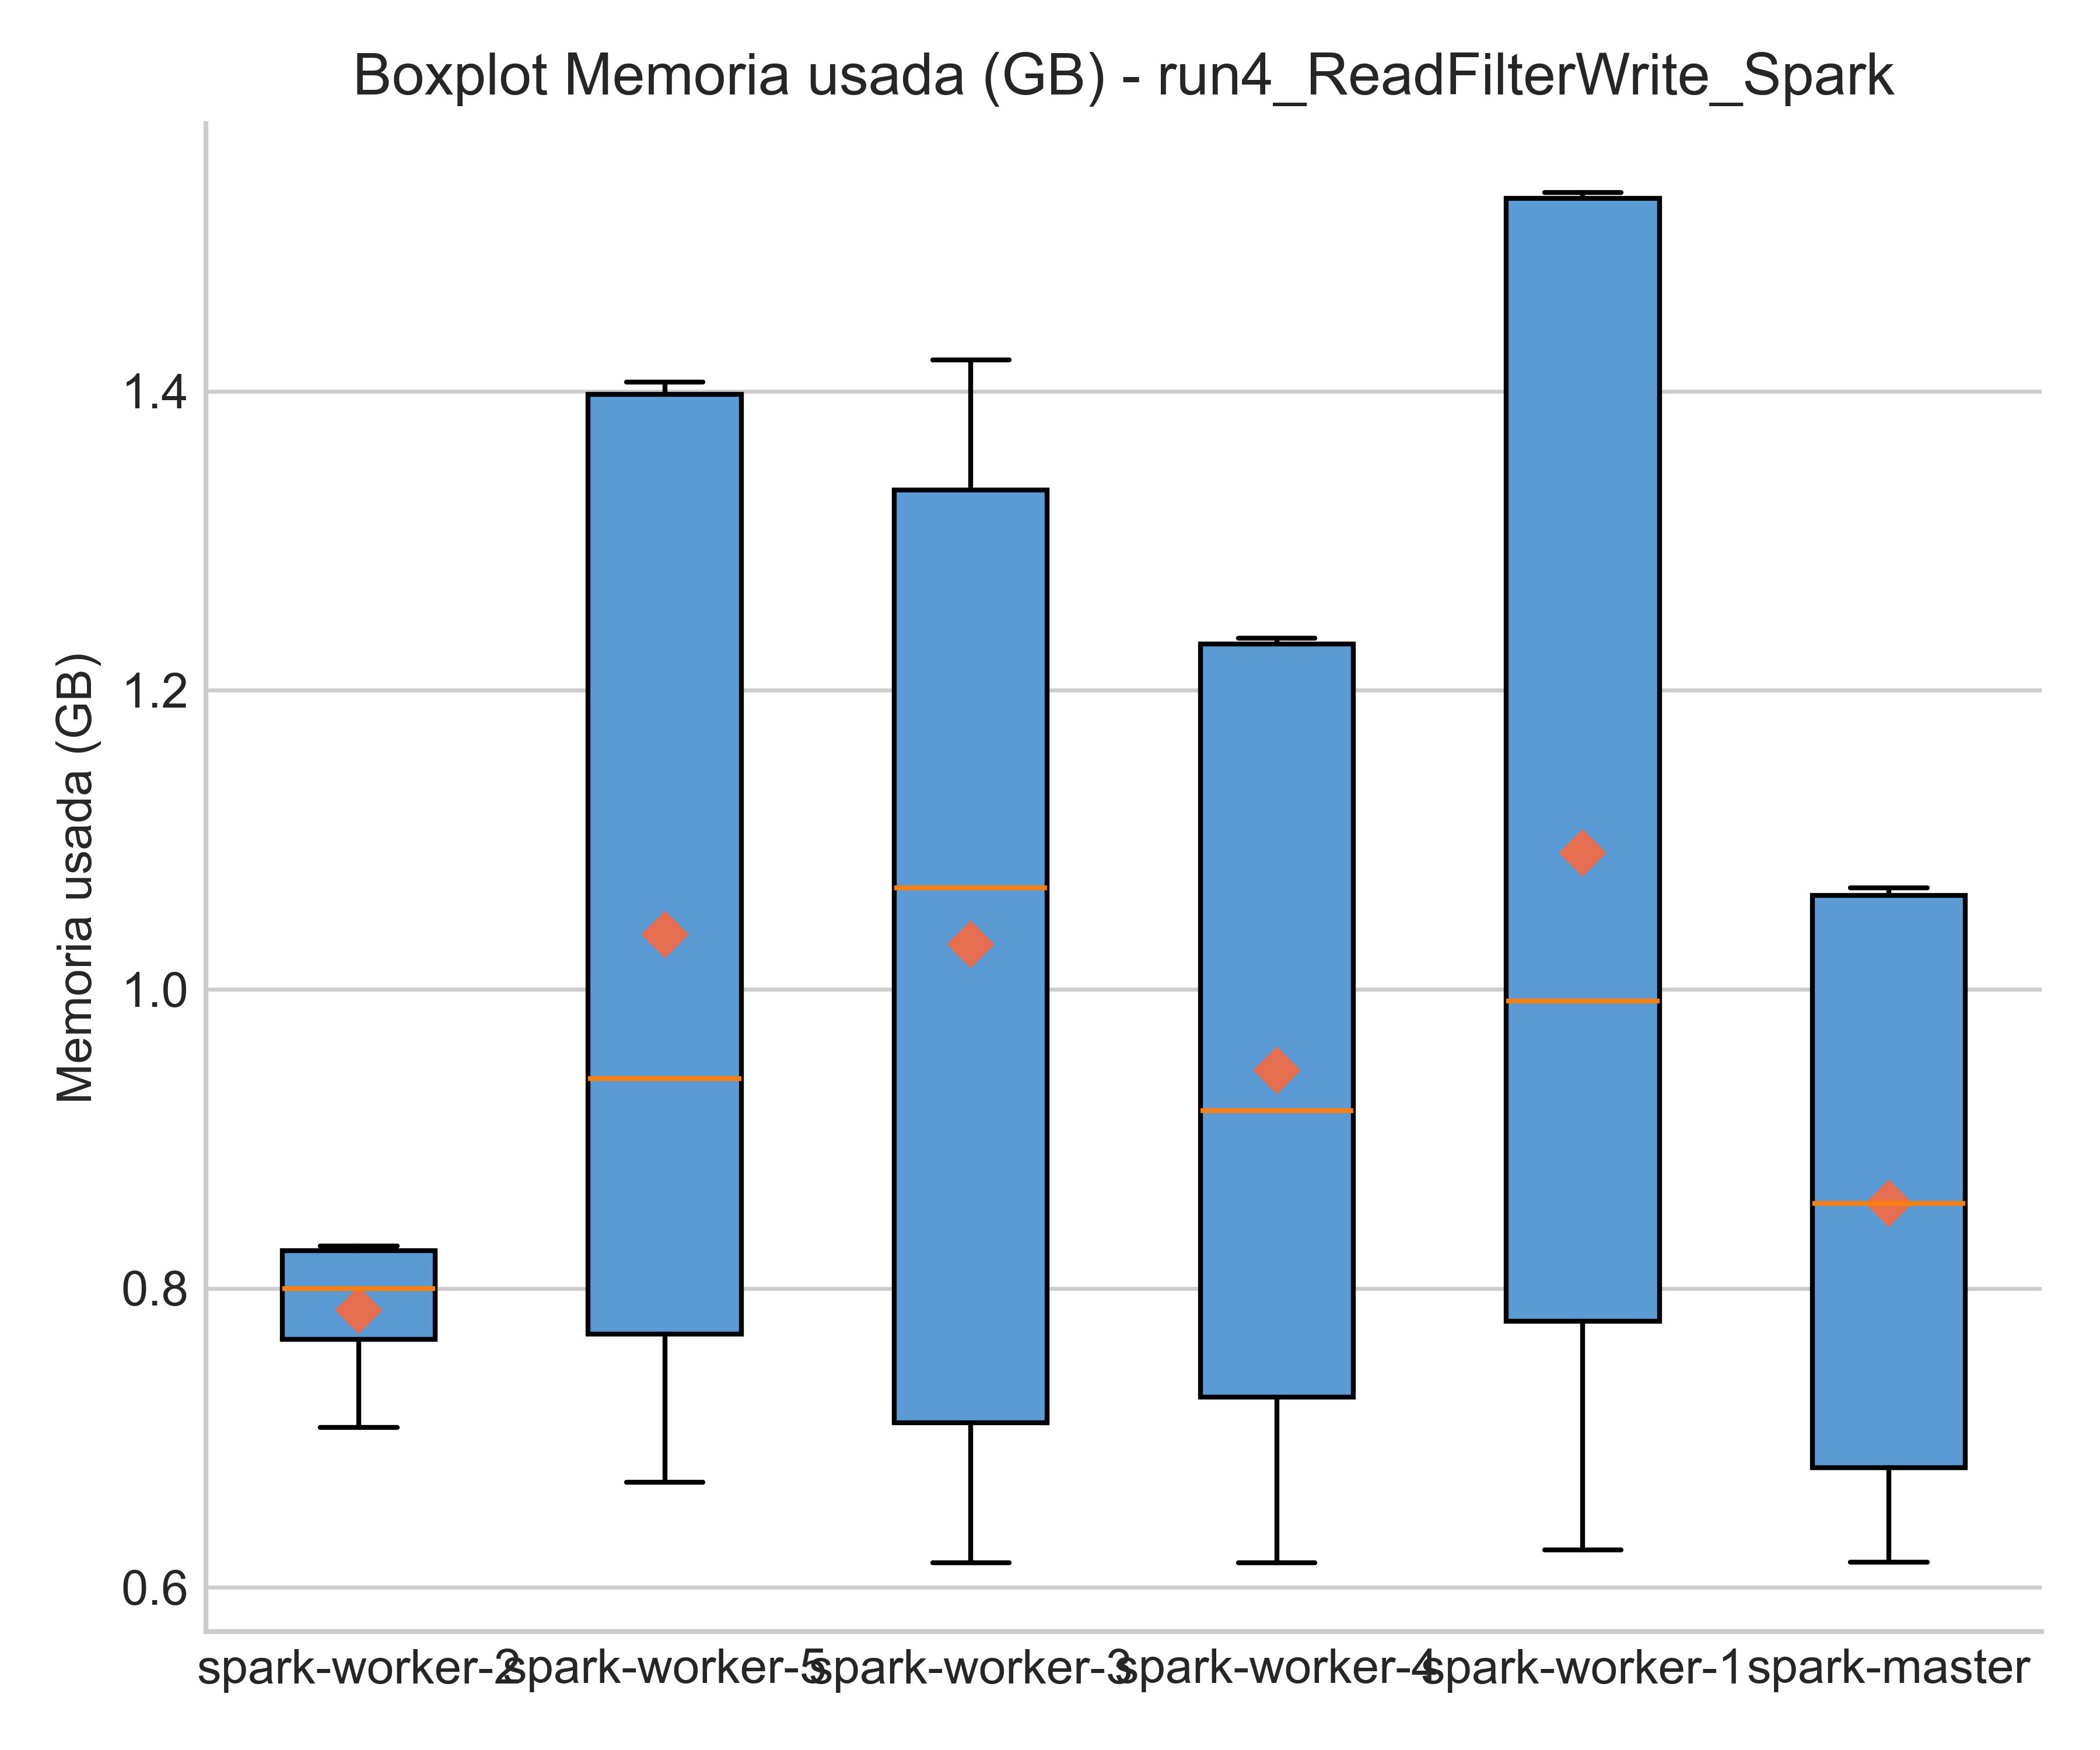 Boxplot Memoria usada (GB) - run4_ReadFilterWrite_Spark
Memoria usada (GB)
1.4
1.2
1.0
0.8
0.6
spark-worker-2 spark-worker-5 spark-worker-3 spark-worker-4 spark-worker-1 spark-master